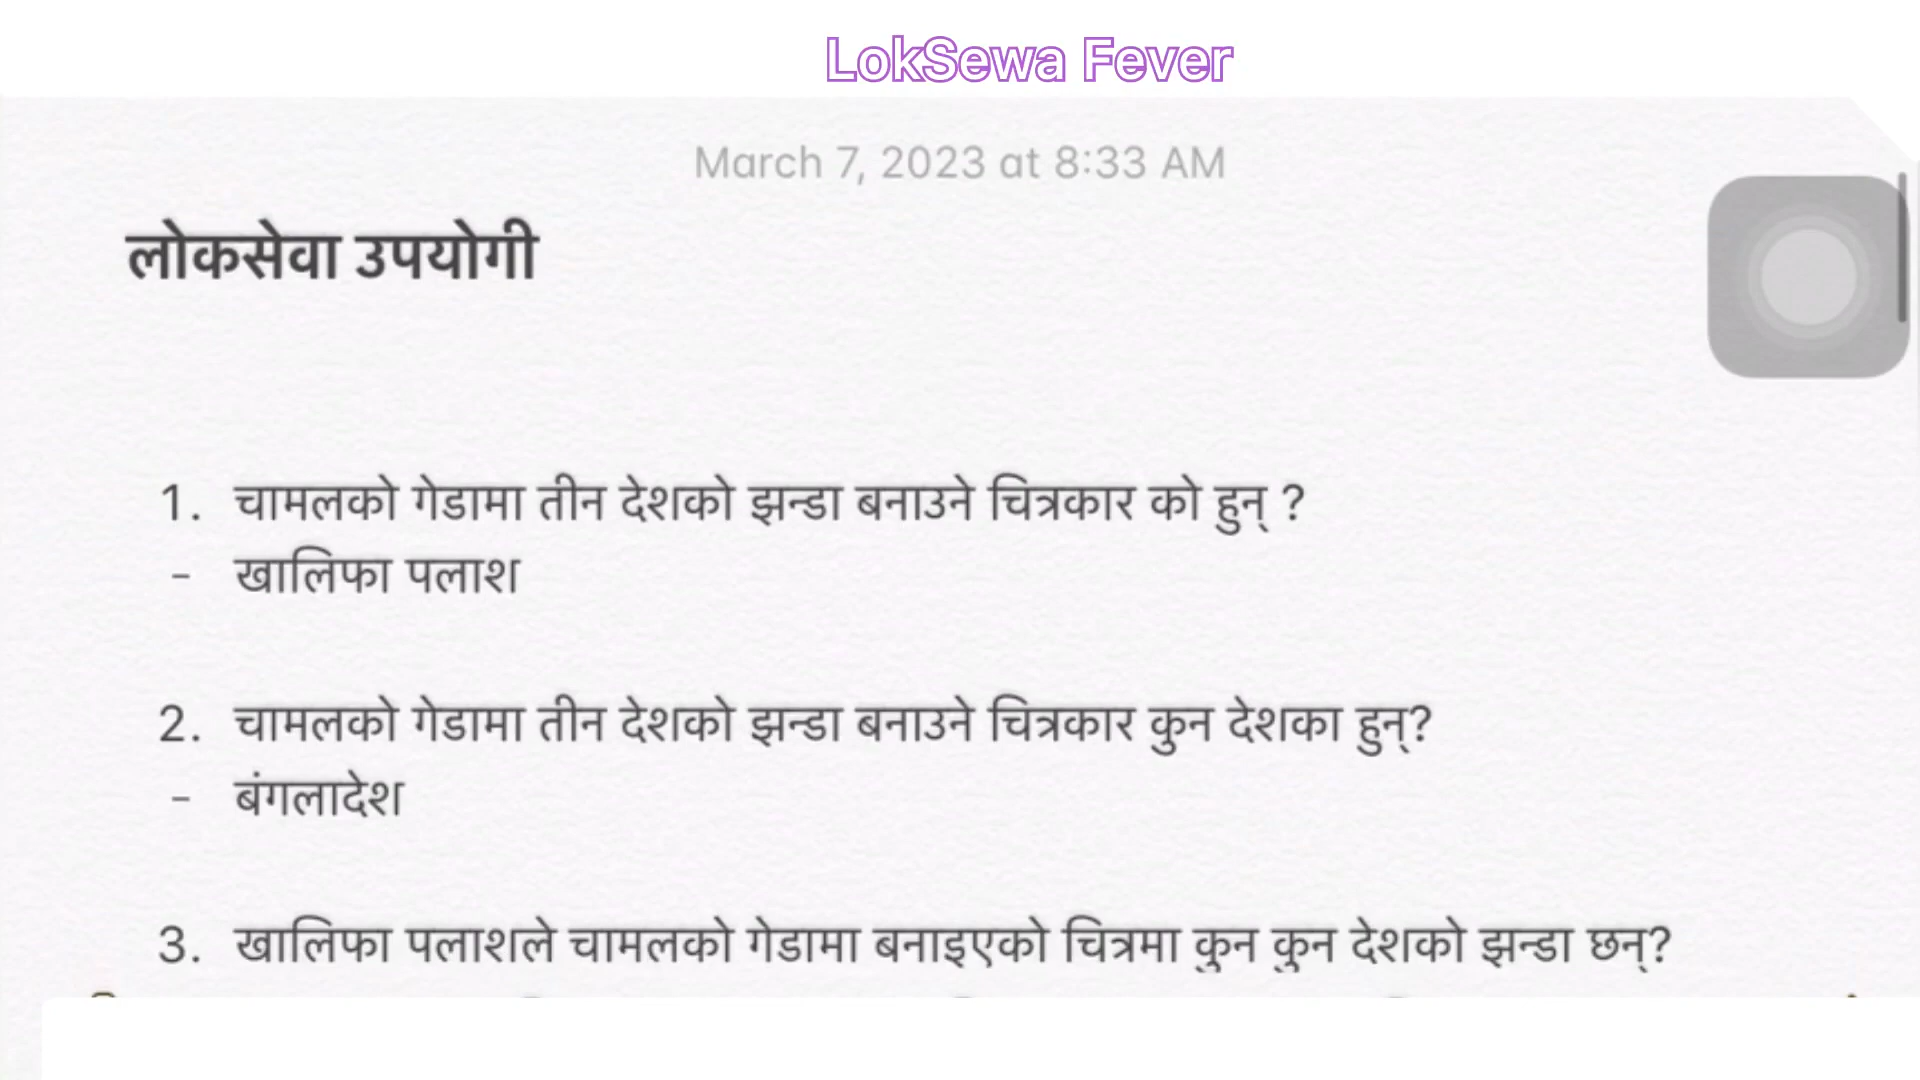 LokSewa Fever
March 7, 2023 at 8:33 AM
लोकसेवा उपयोगी
1. चामलको गेडामा तीन देशको झन्डा बनाउने चित्रकार को हुन् ?
- खालिफा पलाश
2. चामलको गेडामा तीन देशको झन्डा बनाउने चित्रकार कुन देशका हुन्?
- बंगलादेश
3. खालिफा पलाशले चामलको गेडामा बनाइएको चित्रमा कुन कुन देशको झन्डा छन्?